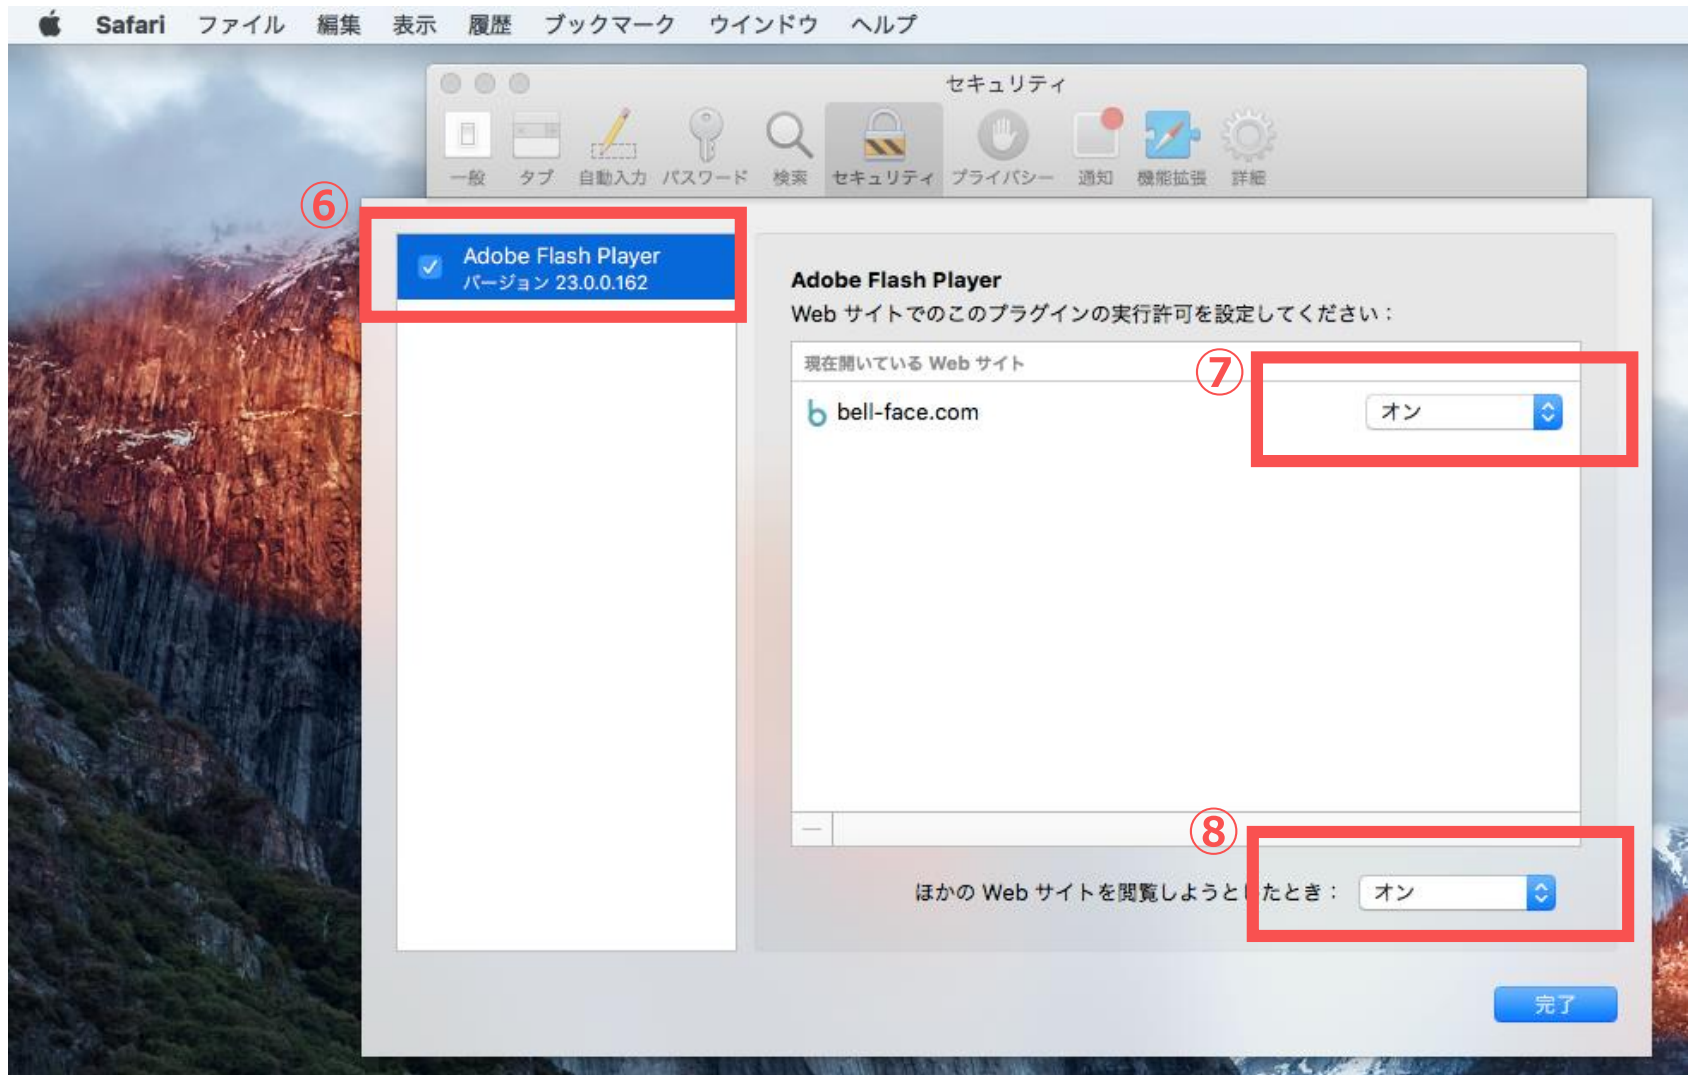 Safari ファイル 編集 表示 履歴 ブックマーク ウインドウ ヘルプ
セキュリティ
一般 タブ 自動入力 パスワード 検索 セキュリティ プライバシー 通知 機能拡張 詳細
⑥
Adobe Flash Player
バージョン 23.0.0.162
Adobe Flash Player
Web サイトでのこのプラグインの実行許可を設定してください：
現在開いている Web サイト
⑦
bell-face.com オン
⑧
ほかの Web サイトを閲覧しようとしたとき： オン
完了